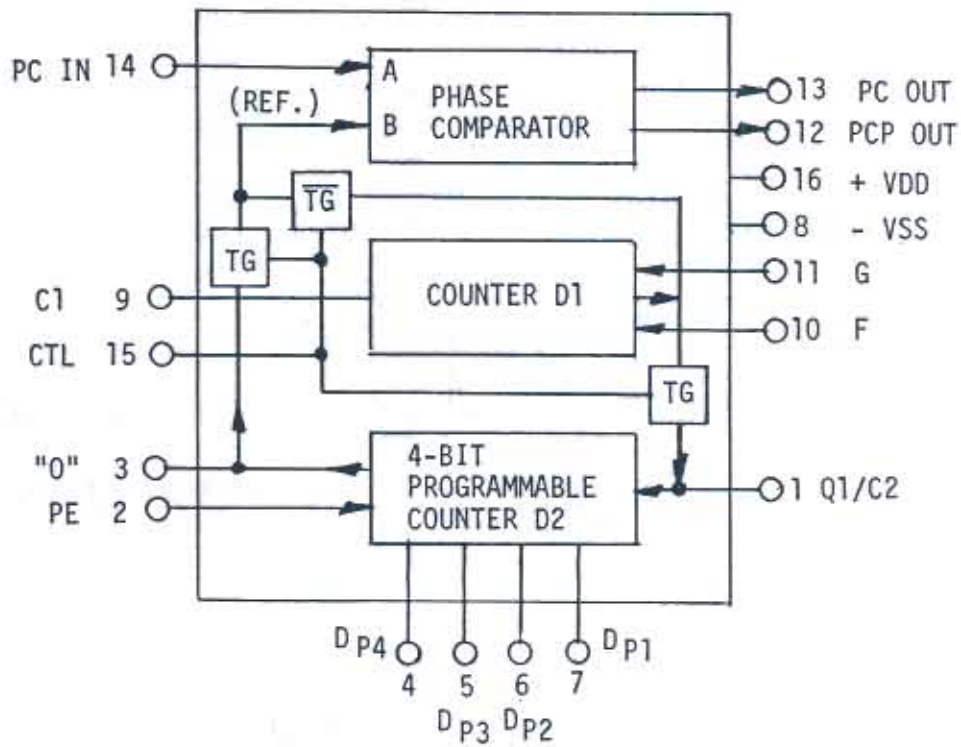 PC IN 14
A
PHASE
COMPARATOR
B
(REF.)
13 PC OUT
12 PCP OUT
16 + VDD
8 - VSS
TG
TG
C1 9
COUNTER D1
11 G
10 F
CTL 15
TG
"0" 3
PE 2
4-BIT
PROGRAMMABLE
COUNTER D2
1 Q1/C2
DP4
4
5
6
7
DP1
DP3
DP2